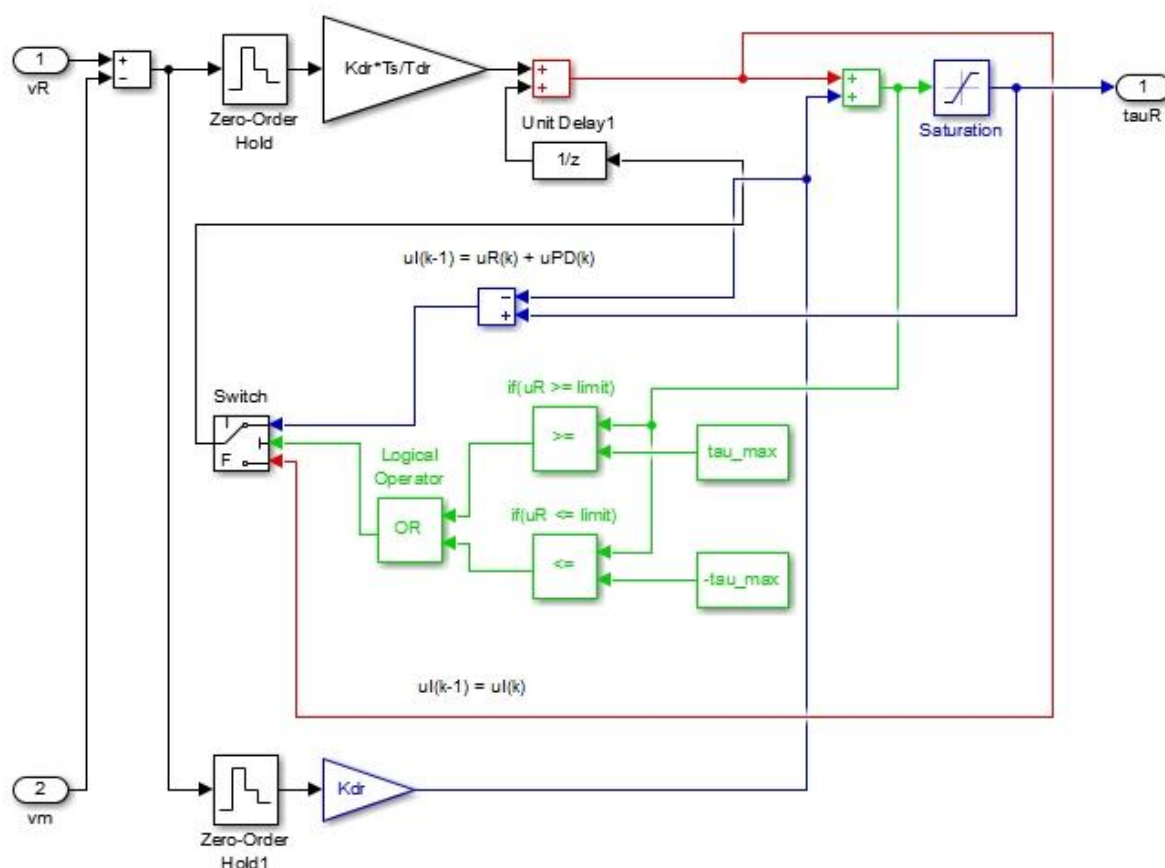 1
vR
+
−
Zero-Order
Hold
Kdr*Ts/Tdr
+
+
Unit Delay1
1/z
+
+
Saturation
1
tauR
uI(k-1) = uR(k) + uPD(k)
−
+
Switch
T
F
Logical
Operator
OR
if(uR >= limit)
>=
tau_max
if(uR <= limit)
<=
-tau_max
uI(k-1) = uI(k)
2
vm
Zero-Order
Hold1
Kdr